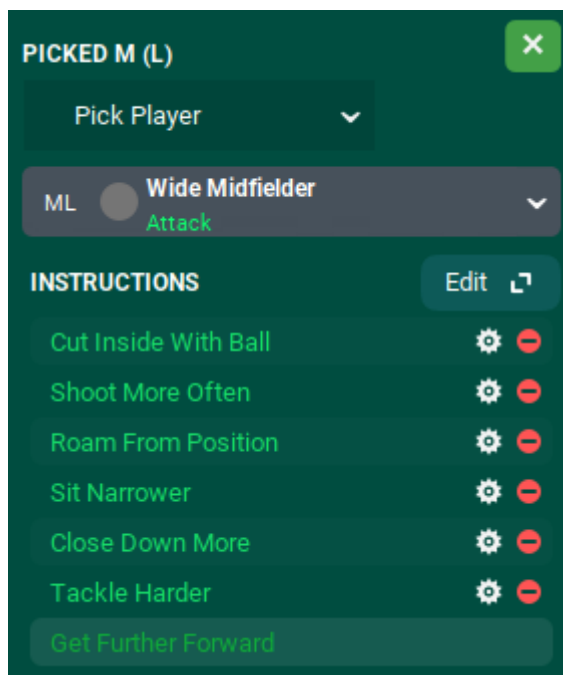 PICKED M (L)
Pick Player
ML Wide Midfielder
Attack
INSTRUCTIONS Edit
Cut Inside With Ball
Shoot More Often
Roam From Position
Sit Narrower
Close Down More
Tackle Harder
Get Further Forward